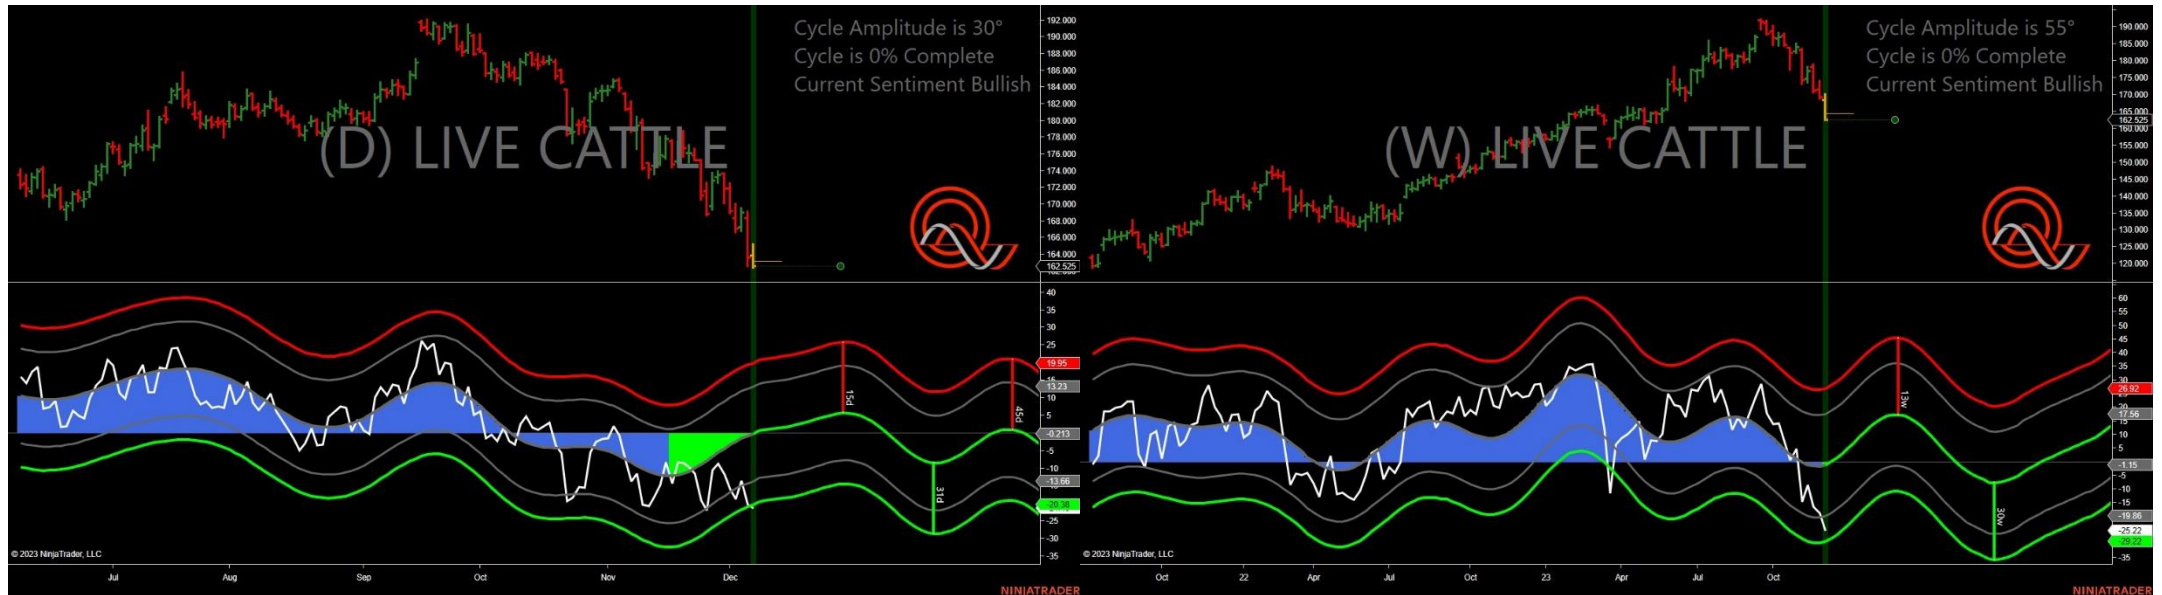 Cycle Amplitude is 30°
Cycle is 0% Complete
Current Sentiment Bullish
(D) LIVE CATTLE
192.000
190.000
188.000
186.000
184.000
182.000
180.000
178.000
176.000
174.000
172.000
170.000
168.000
166.000
164.000
162.525
40
35
30
25
19.95
13.23
10
5
-0.213
-5
-10
-13.66
-20.38
-25
-30
-35
15d
31d
45d
© 2023 NinjaTrader, LLC
Jul
Aug
Sep
Oct
Nov
Dec
NINJATRADER
Cycle Amplitude is 55°
Cycle is 0% Complete
Current Sentiment Bullish
(W) LIVE CATTLE
190.000
185.000
180.000
175.000
170.000
165.000
162.525
160.000
155.000
150.000
145.000
140.000
135.000
130.000
125.000
120.000
60
55
50
45
40
35
30
26.92
20
17.56
10
5
-1.15
-5
-10
-15
-19.86
-25.22
-29.22
-35
13w
30w
© 2023 NinjaTrader, LLC
Oct
22
Apr
Jul
Oct
23
Apr
Jul
Oct
NINJATRADER